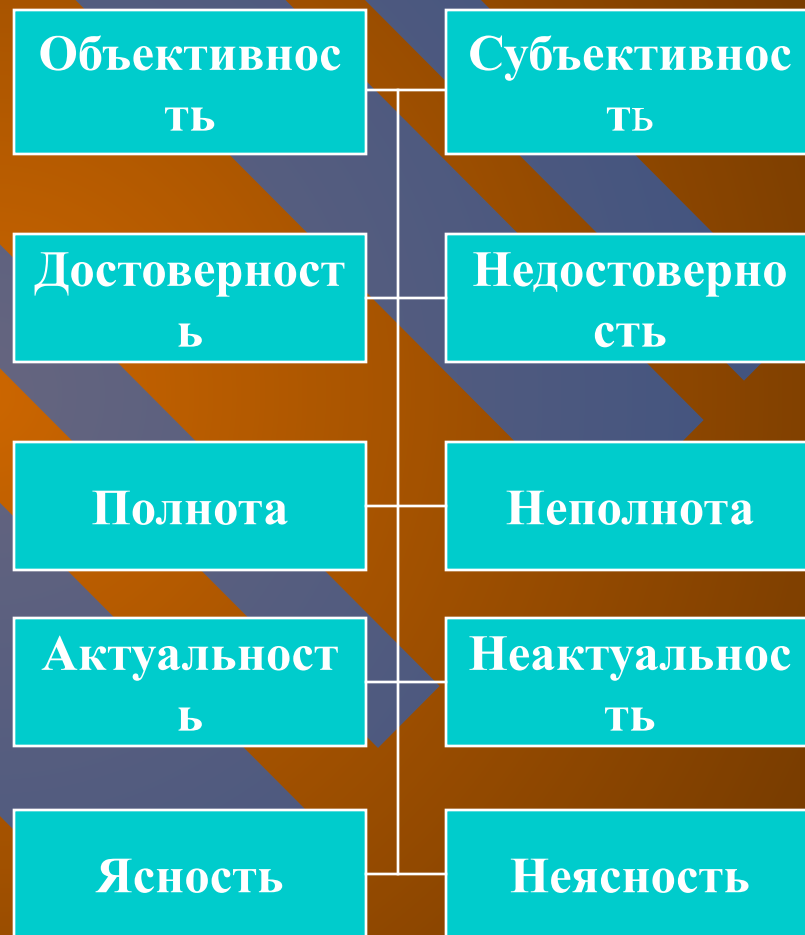 Объективнос
ть
Субъективнос
ть
Достоверност
ь
Недостоверно
сть
Полнота
Неполнота
Актуальност
ь
Неактуальнос
ть
Ясность
Неясность